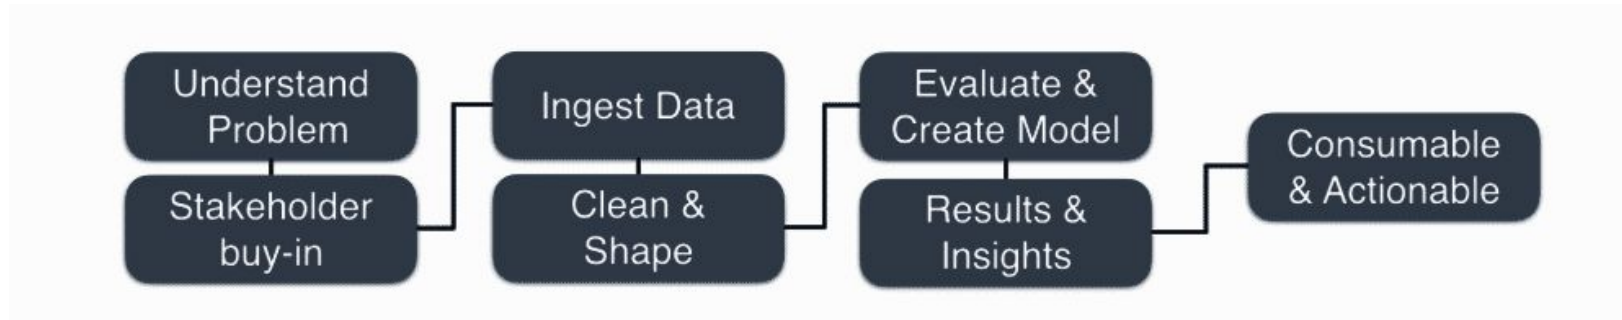 Understand
Problem
Stakeholder
buy-in
Ingest Data
Clean &
Shape
Evaluate &
Create Model
Results &
Insights
Consumable
& Actionable